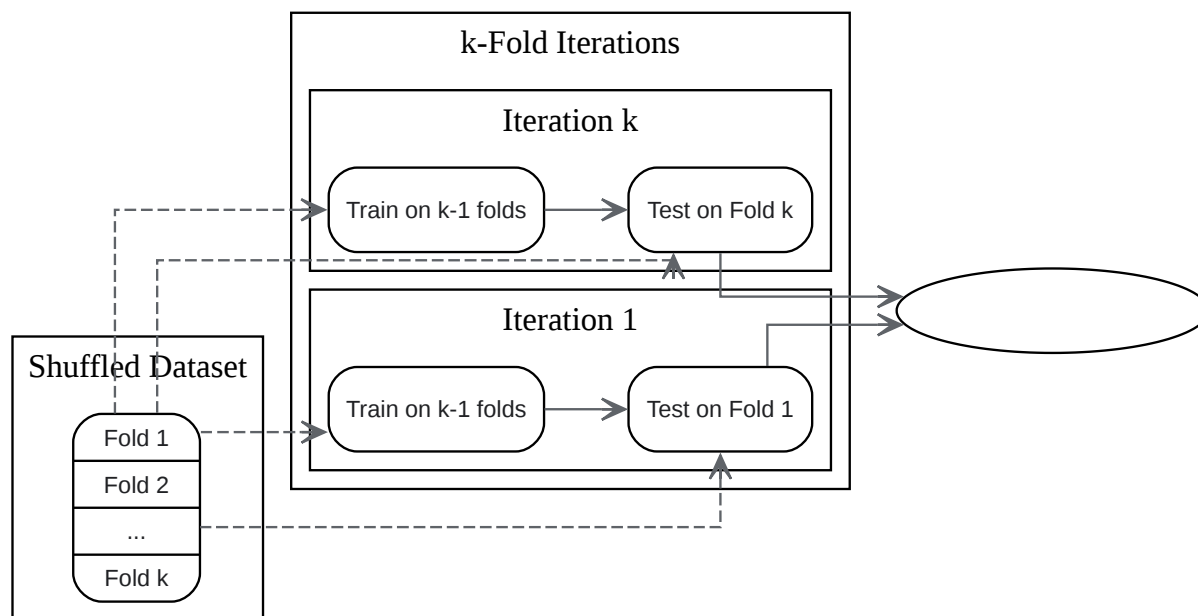 k-Fold Iterations
Iteration k
Train on k-1 folds
Test on Fold k
Iteration 1
Train on k-1 folds
Test on Fold 1
Shuffled Dataset
Fold 1
Fold 2
...
Fold k